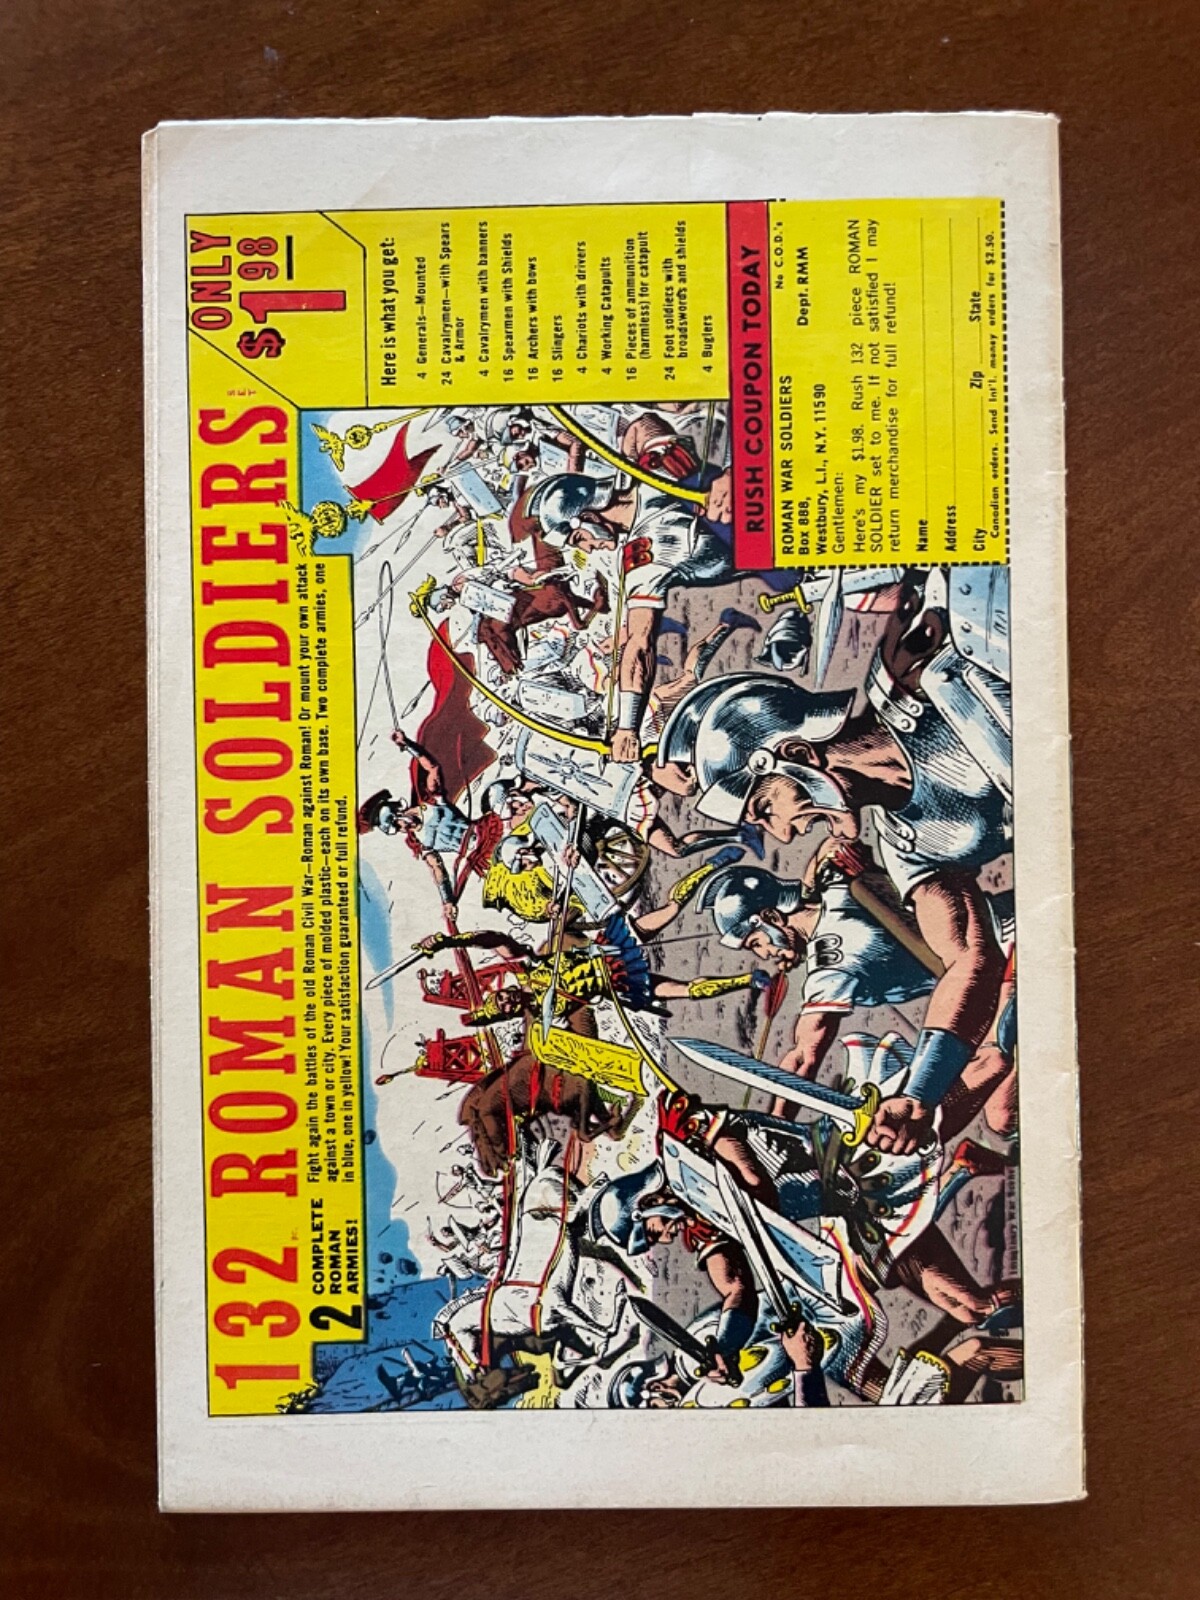 132 PC. ROMAN SOLDIERS SET
ONLY
$1 98
2 COMPLETE
ROMAN
ARMIES!
Fight again the battles of the old Roman Civil War—Roman against Roman! Or mount your own attack
against a town or city. Every piece of molded plastic—each on its own base. Two complete armies, one
in blue, one in yellow! Your satisfaction guaranteed or full refund.
Here is what you get:
4 Generals—Mounted
24 Cavalrymen—with Spears
& Armor
4 Cavalrymen with banners
16 Spearmen with Shields
16 Archers with bows
16 Slingers
4 Chariots with drivers
4 Working Catapults
16 Pieces of ammunition
(harmless) for catapult
24 Foot soldiers with
broadswords and shields
4 Buglers
RUSH COUPON TODAY
ROMAN WAR SOLDIERS No C.O.D.'s
Box 888,
Westbury, L.I., N.Y. 11590 Dept. RMM
Gentlemen:
Here's my $1.98. Rush 132 piece ROMAN
SOLDIER set to me. If not satisfied I may
return merchandise for full refund!
Name
Address
City Zip State
Canadian orders. Send Int'l. money orders for $2.50.